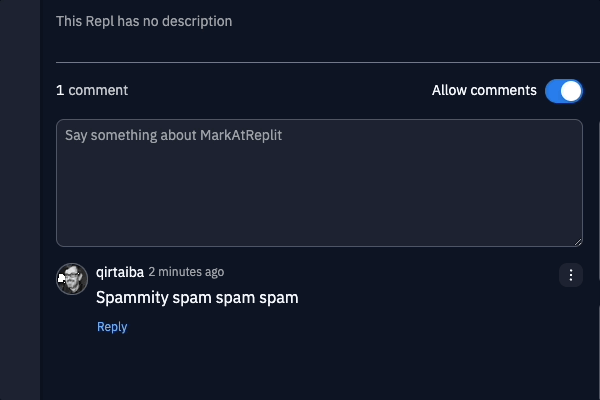 This Repl has no description
1 comment
Allow comments
Say something about MarkAtReplit
qirtaiba 2 minutes ago
Spammity spam spam spam
Reply